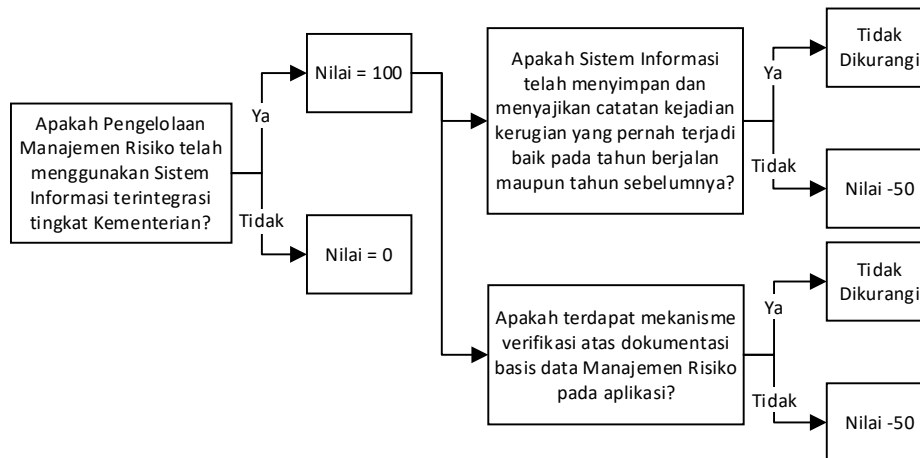 Apakah Pengelolaan
Manajemen Risiko telah
menggunakan Sistem
Informasi terintegrasi
tingkat Kementerian?
Ya
Tidak
Nilai = 100
Nilai = 0
Apakah Sistem Informasi
telah menyimpan dan
menyajikan catatan kejadian
kerugian yang pernah terjadi
baik pada tahun berjalan
maupun tahun sebelumnya?
Ya
Tidak
Tidak
Dikurangi
Nilai -50
Apakah terdapat mekanisme
verifikasi atas dokumentasi
basis data Manajemen Risiko
pada aplikasi?
Ya
Tidak
Tidak
Dikurangi
Nilai -50